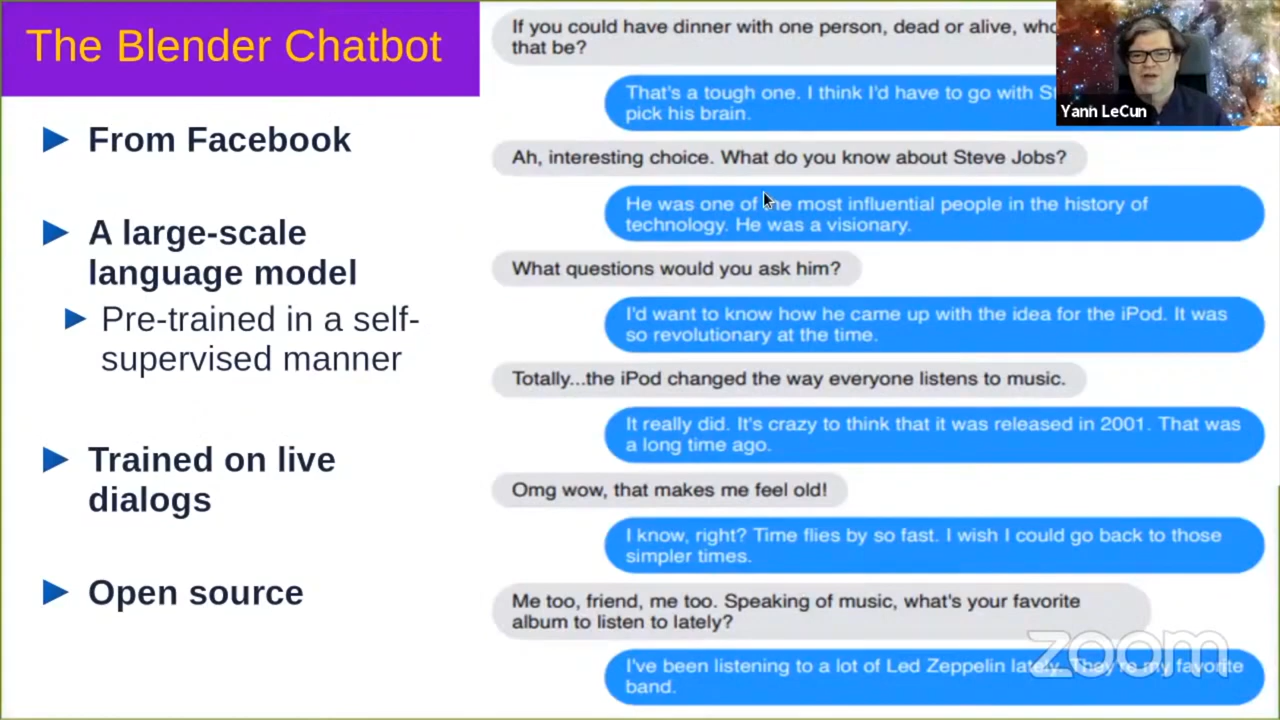 The Blender Chatbot
From Facebook
A large-scale
language model
Pre-trained in a self-
supervised manner
Trained on live
dialogs
Open source
If you could have dinner with one person, dead or alive,
that be?
That's a tough one. I think I'd have to go with
pick his brain.
Ah, interesting choice. What do you know about Steve Jobs?
He was one of the most influential people in the history of
technology. He was a visionary.
What questions would you ask him?
I'd want to know how he came up with the idea for the iPod. It was
so revolutionary at the time.
Totally...the iPod changed the way everyone listens to music.
It really did. It's crazy to think that it was released in 2001. That was
a long time ago.
Omg wow, that makes me feel old!
I know, right? Time flies by so fast. I wish I could go back to those
simpler times.
Me too, friend, me too. Speaking of music, what's your favorite
album to listen to lately?
I've been listening to a lot of Led Zeppelin lately. They're my favorite
band.
Yann LeCun
zoom